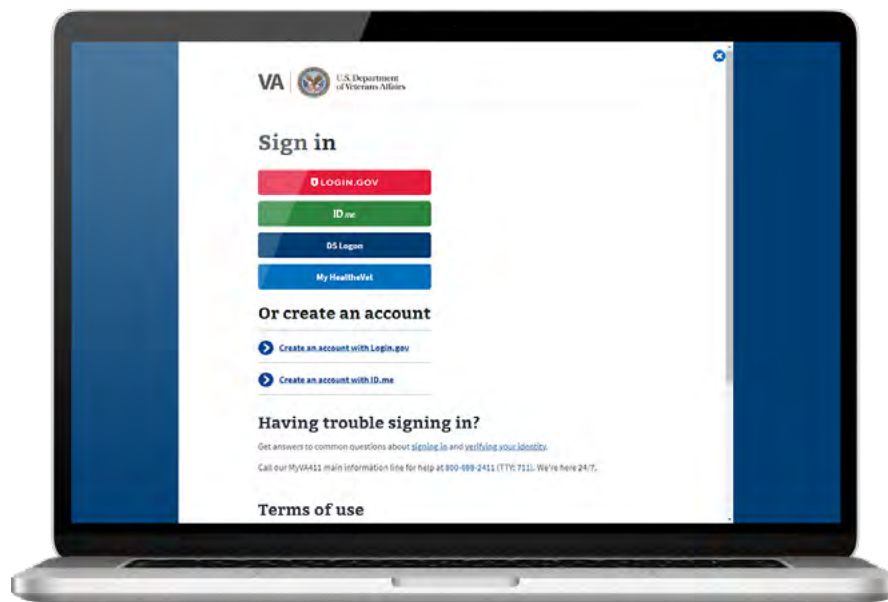 VA
U.S. Department
of Veterans Affairs
Sign in
LOGIN.GOV
ID.me
DS Logon
My HealtheVet
Or create an account
Create an account with Login.gov
Create an account with ID.me
Having trouble signing in?
Get answers to common questions about signing in and verifying your identity.
Call our MyVA411 main information line for help at 800-698-2411 (TTY: 711). We're here 24/7.
Terms of use